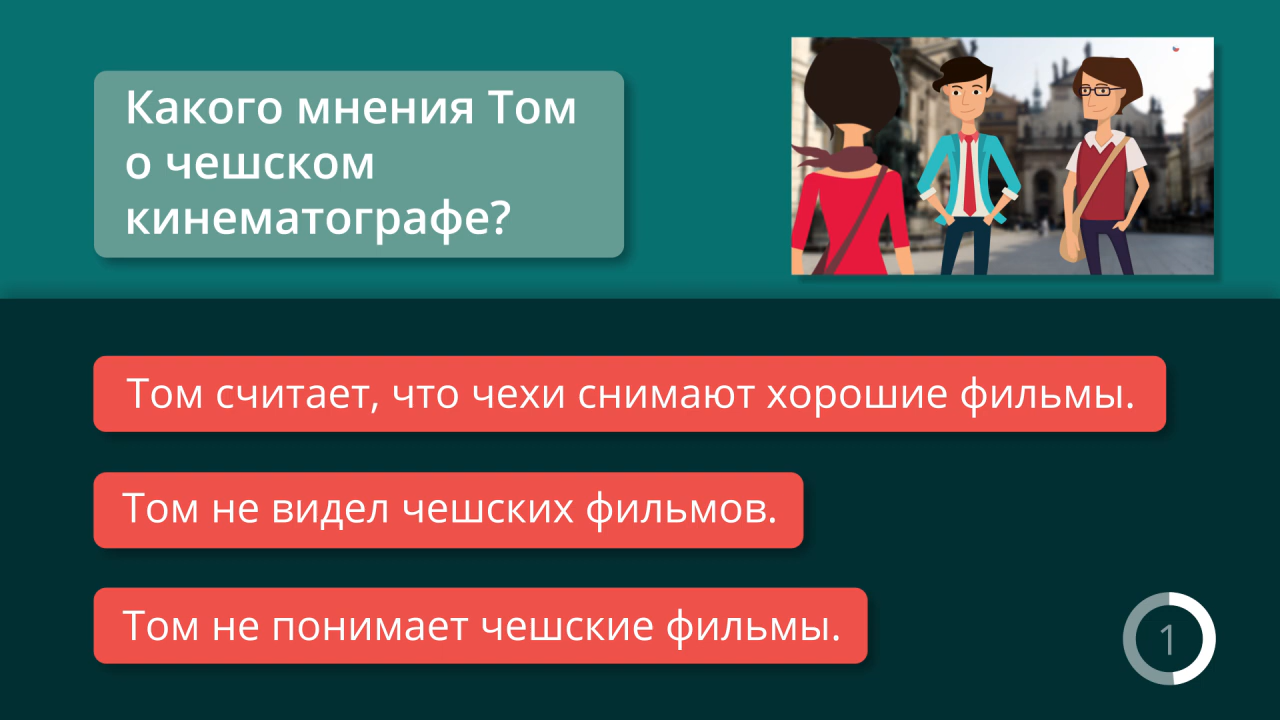 Какого мнения Том
о чешском
кинематографе?
Том считает, что чехи снимают хорошие фильмы.
Том не видел чешских фильмов.
Том не понимает чешские фильмы.
1